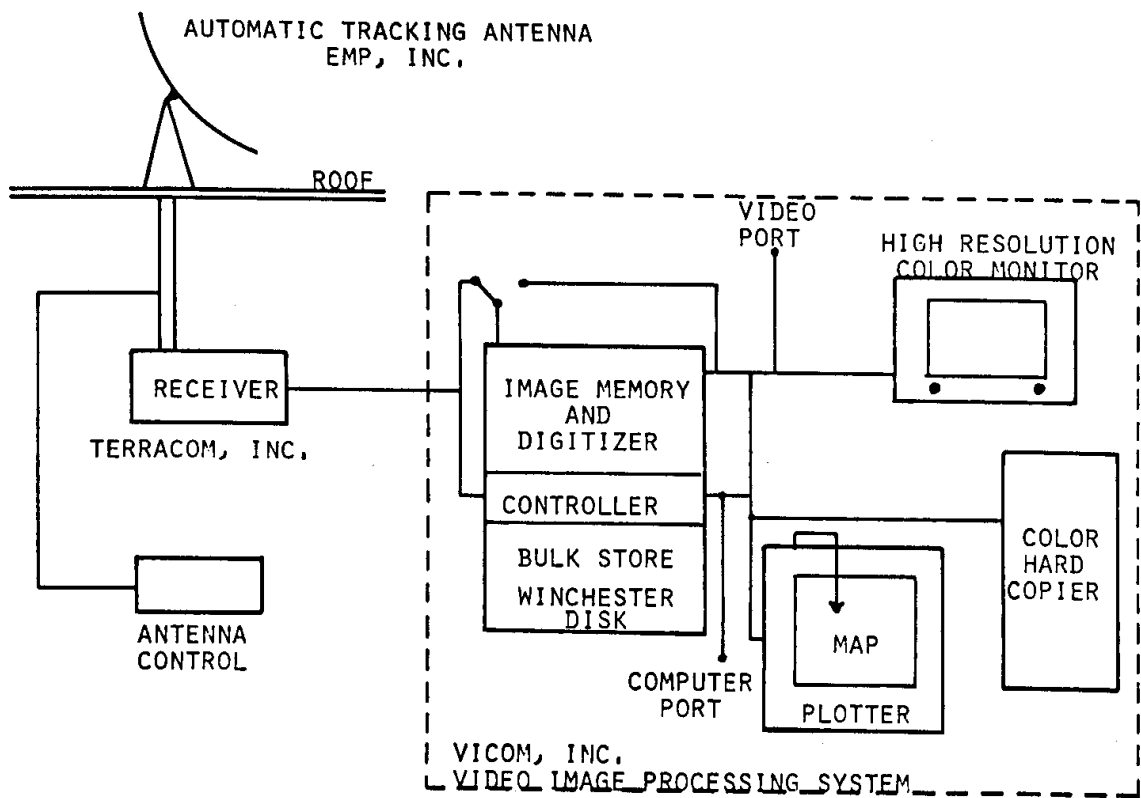 AUTOMATIC TRACKING ANTENNA
EMP, INC.
ROOF
VIDEO
PORT
HIGH RESOLUTION
COLOR MONITOR
RECEIVER
TERRACOM, INC.
IMAGE MEMORY
AND
DIGITIZER
CONTROLLER
BULK STORE
WINCHESTER
DISK
COLOR
HARD
COPIER
MAP
PLOTTER
ANTENNA
CONTROL
COMPUTER
PORT
VICOM, INC.
VIDEO IMAGE PROCESSING SYSTEM